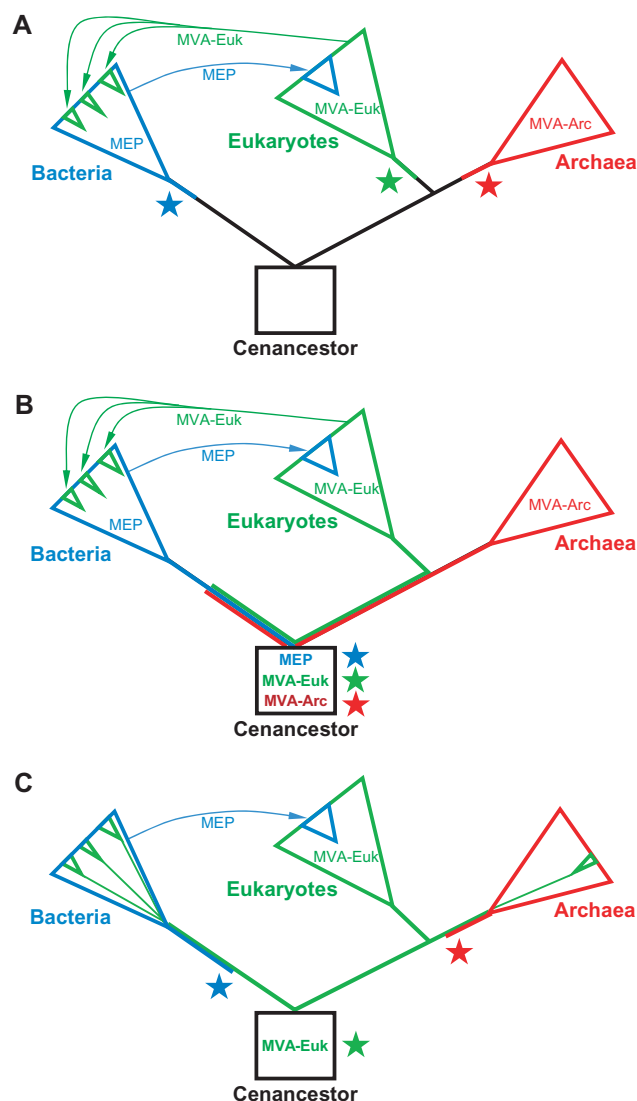 A
MVA-Euk
MEP
MVA-Euk
MVA-Arc
MEP
Eukaryotes
Bacteria
Archaea
Cenancestor
B
MVA-Euk
MEP
MVA-Euk
MVA-Arc
MEP
Eukaryotes
Bacteria
Archaea
MEP
MVA-Euk
MVA-Arc
Cenancestor
C
MEP
MVA-Euk
Eukaryotes
Bacteria
Archaea
MVA-Euk
Cenancestor